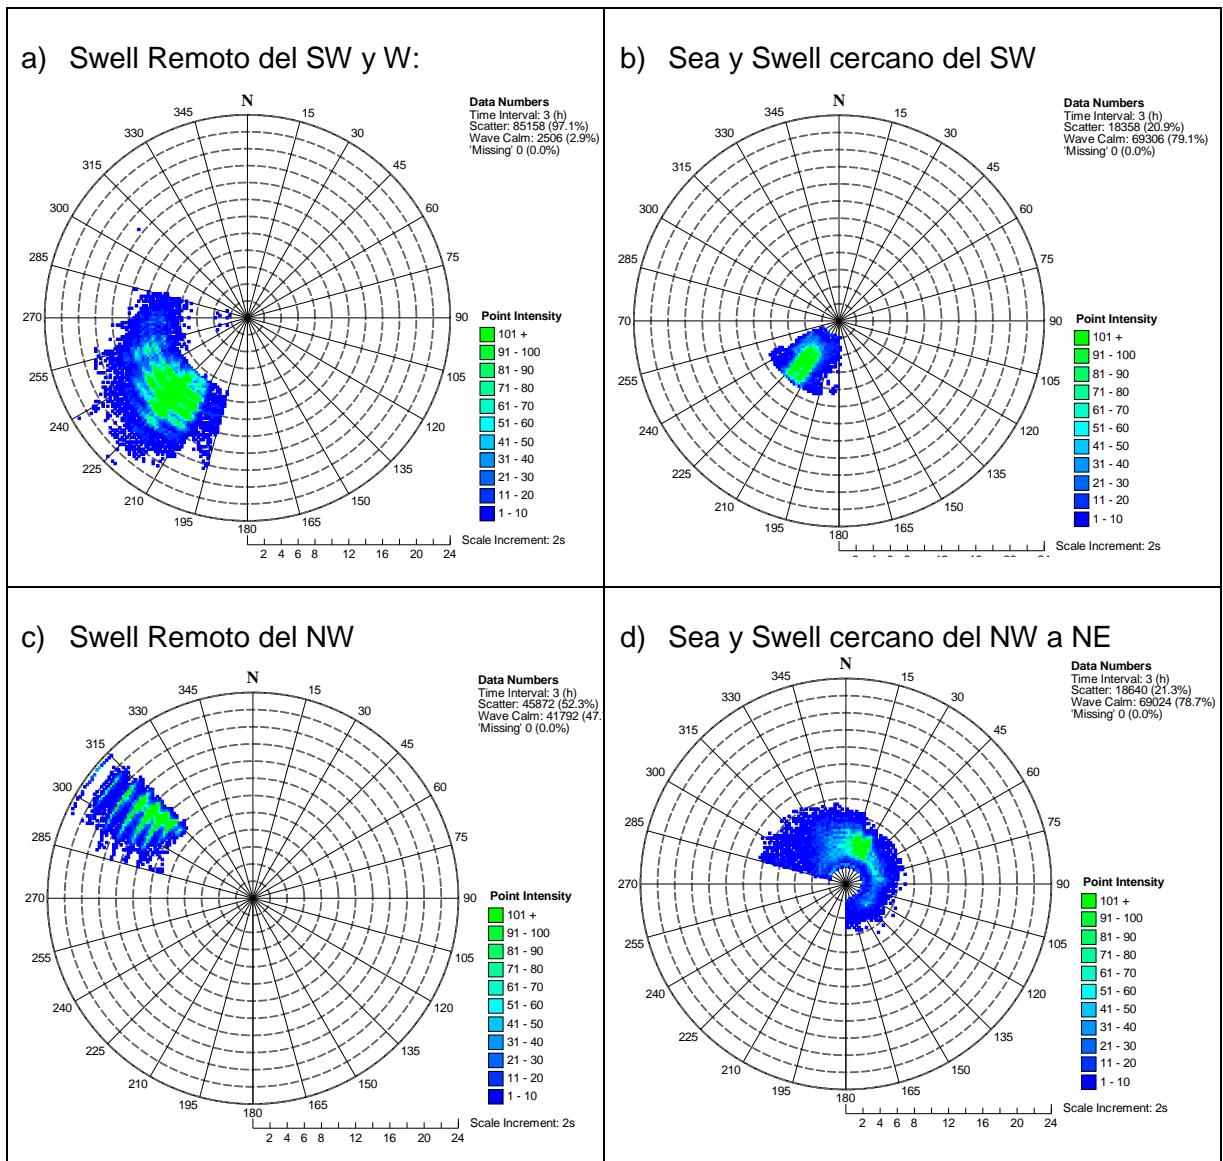 a) Swell Remoto del SW y W:
N
345
15
330
30
315
45
300
60
285
75
270
90
255
105
240
120
225
135
210
150
195
165
180
Data Numbers
Time Interval: 3 (h)
Scatter: 85158 (97.1%)
Wave Calm: 2506 (2.9%)
'Missing' 0 (0.0%)
Point Intensity
101 +
91 - 100
81 - 90
71 - 80
61 - 70
51 - 60
41 - 50
31 - 40
21 - 30
11 - 20
1 - 10
Scale Increment: 2s
2 4 6 8 12 16 20 24
b) Sea y Swell cercano del SW
N
345
15
330
30
315
45
300
60
285
75
70
90
255
105
240
120
225
135
210
150
195
165
180
Data Numbers
Time Interval: 3 (h)
Scatter: 18358 (20.9%)
Wave Calm: 69306 (79.1%)
'Missing' 0 (0.0%)
Point Intensity
101 +
91 - 100
81 - 90
71 - 80
61 - 70
51 - 60
41 - 50
31 - 40
21 - 30
11 - 20
1 - 10
Scale Increment: 2s
c) Swell Remoto del NW
N
345
15
330
30
315
45
300
60
285
75
270
90
255
105
240
120
225
135
210
150
195
165
180
Data Numbers
Time Interval: 3 (h)
Scatter: 45872 (52.3%)
Wave Calm: 41792 (47.
'Missing' 0 (0.0%)
Point Intensity
101 +
91 - 100
81 - 90
71 - 80
61 - 70
51 - 60
41 - 50
31 - 40
21 - 30
11 - 20
1 - 10
Scale Increment: 2s
2 4 6 8 12 16 20 24
d) Sea y Swell cercano del NW a NE
N
345
15
330
30
315
45
300
60
285
75
270
90
255
105
240
120
225
135
210
150
195
165
180
Data Numbers
Time Interval: 3 (h)
Scatter: 18640 (21.3%)
Wave Calm: 69024 (78.7%)
'Missing' 0 (0.0%)
Point Intensity
101 +
91 - 100
81 - 90
71 - 80
61 - 70
51 - 60
41 - 50
31 - 40
21 - 30
11 - 20
1 - 10
Scale Increment: 2s
2 4 6 8 12 16 20 24